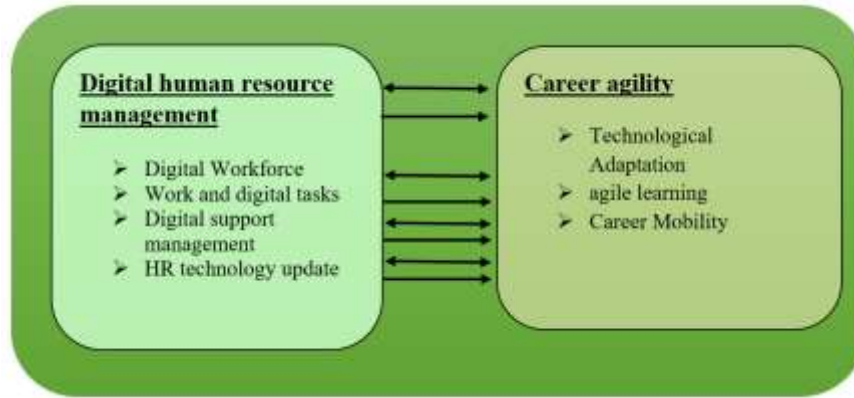 Digital human resource
management
➢ Digital Workforce
➢ Work and digital tasks
➢ Digital support
management
➢ HR technology update
Career agility
➢ Technological
Adaptation
➢ agile learning
➢ Career Mobility